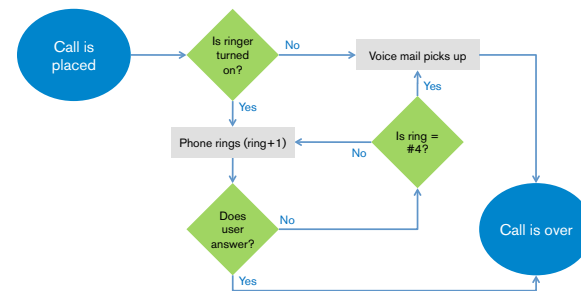 Call is
placed
Is ringer
turned
on?
No
Voice mail picks up
Yes
Yes
Phone rings (ring+1)
Is ring =
#4?
No
Does
user
answer?
No
Call is over
Yes